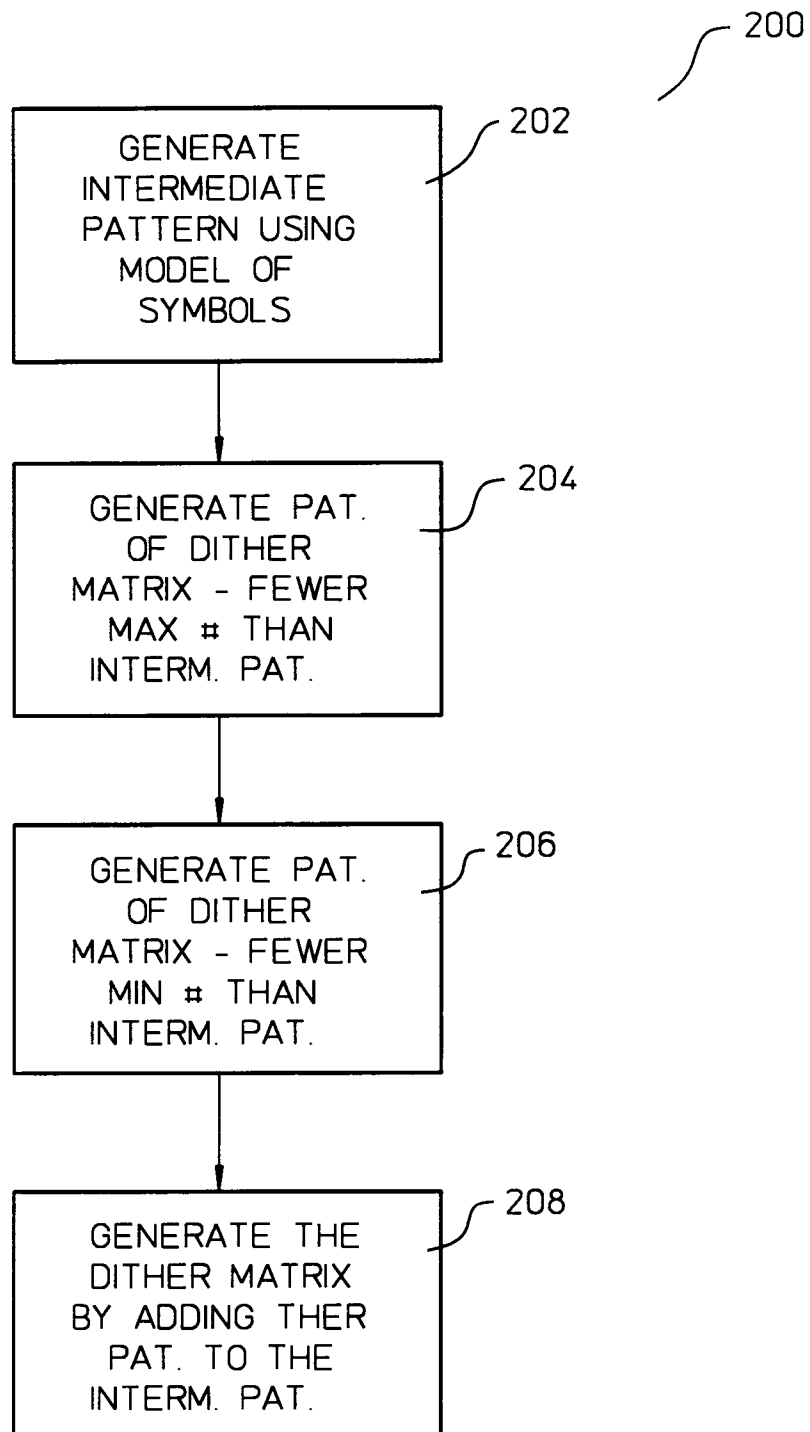 200
202
GENERATE
INTERMEDIATE
PATTERN USING
MODEL OF
SYMBOLS
204
GENERATE PAT.
OF DITHER
MATRIX - FEWER
MAX # THAN
INTERM. PAT.
206
GENERATE PAT.
OF DITHER
MATRIX - FEWER
MIN # THAN
INTERM. PAT.
208
GENERATE THE
DITHER MATRIX
BY ADDING THER
PAT. TO THE
INTERM. PAT.